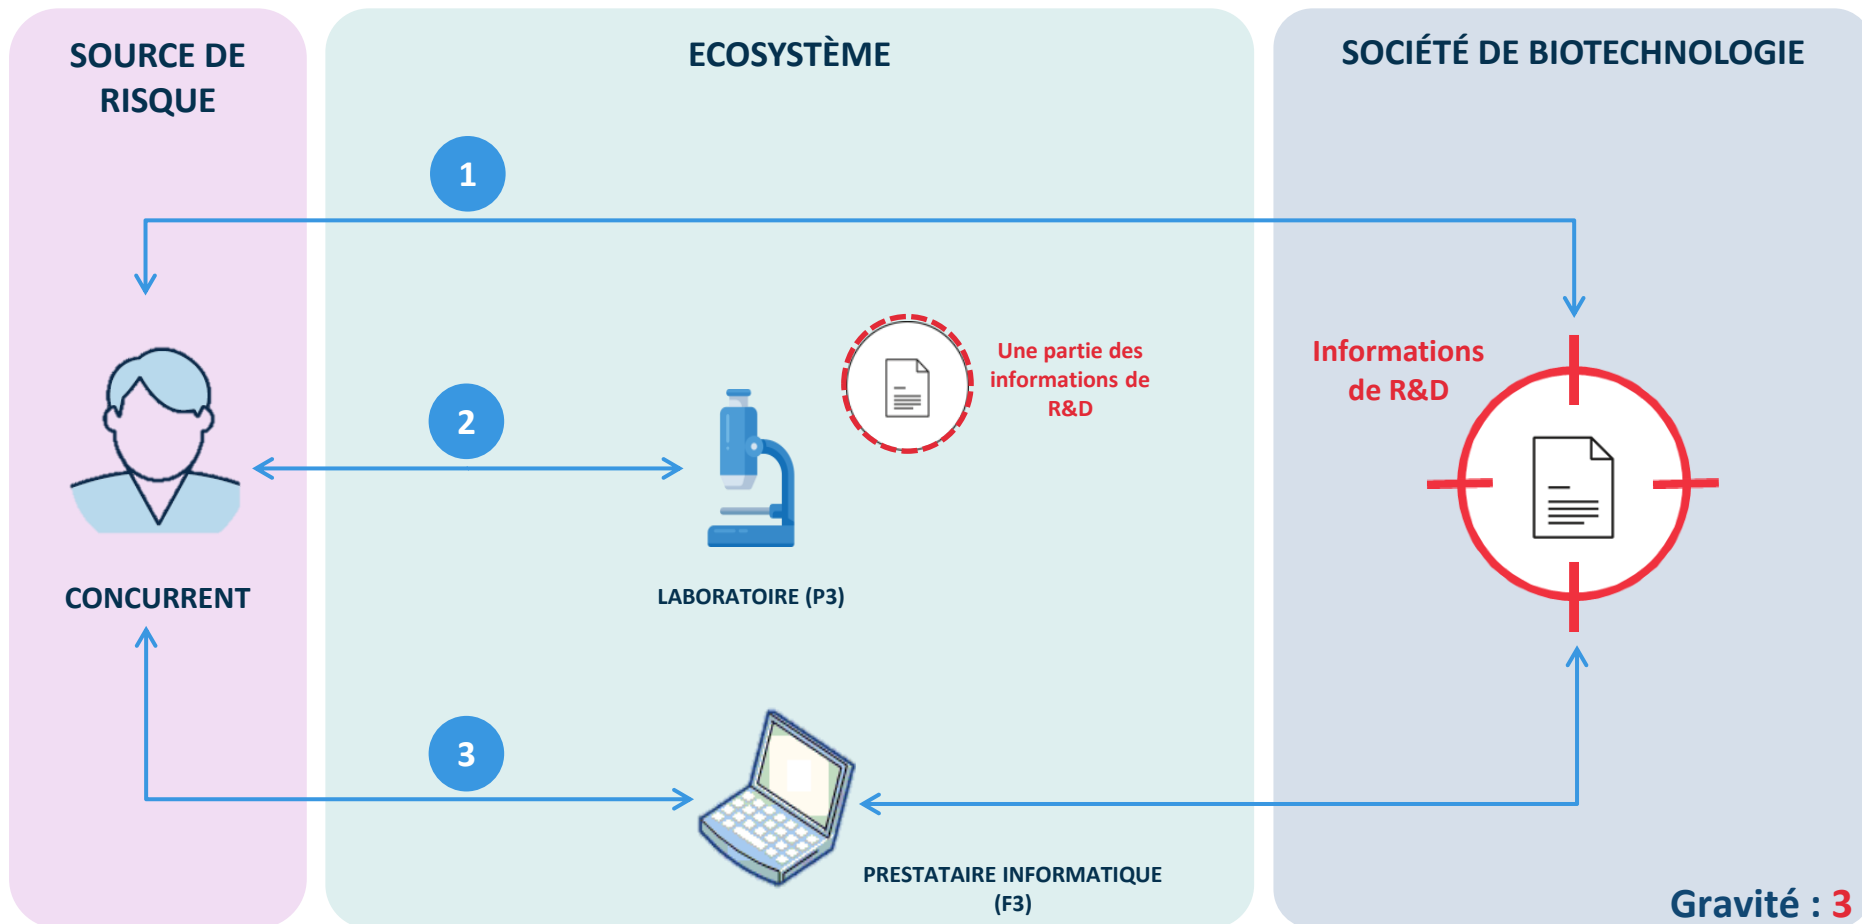 SOURCE DE
RISQUE
ECOSYSTÈME
SOCIÉTÉ DE BIOTECHNOLOGIE
1
Une partie des
informations de
R&D
Informations
de R&D
2
CONCURRENT
LABORATOIRE (P3)
3
PRESTATAIRE INFORMATIQUE
(F3)
Gravité : 3